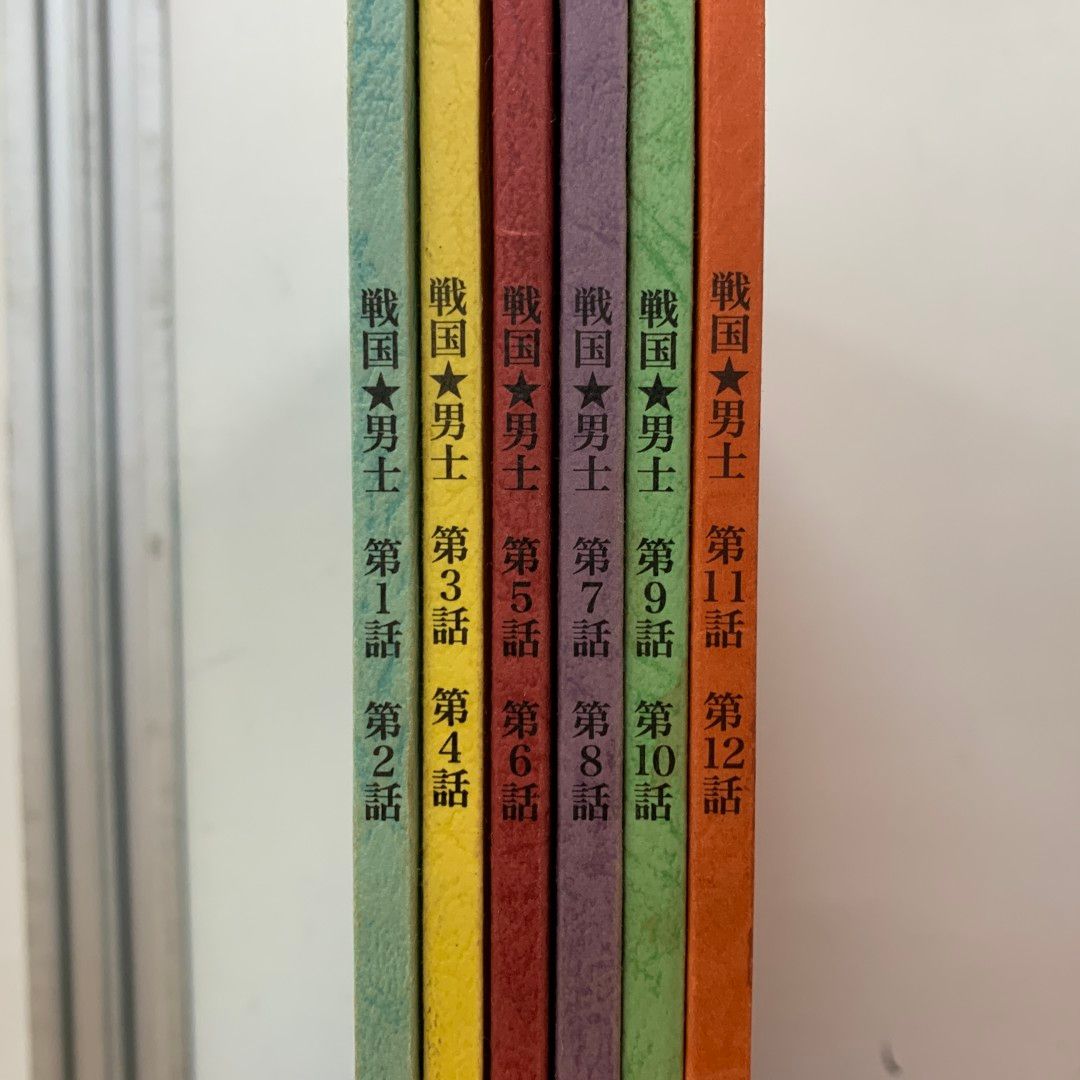 戦国★男士 第1話 第2話
戦国★男士 第3話 第4話
戦国★男士 第5話 第6話
戦国★男士 第7話 第8話
戦国★男士 第9話 第10話
戦国★男士 第11話 第12話